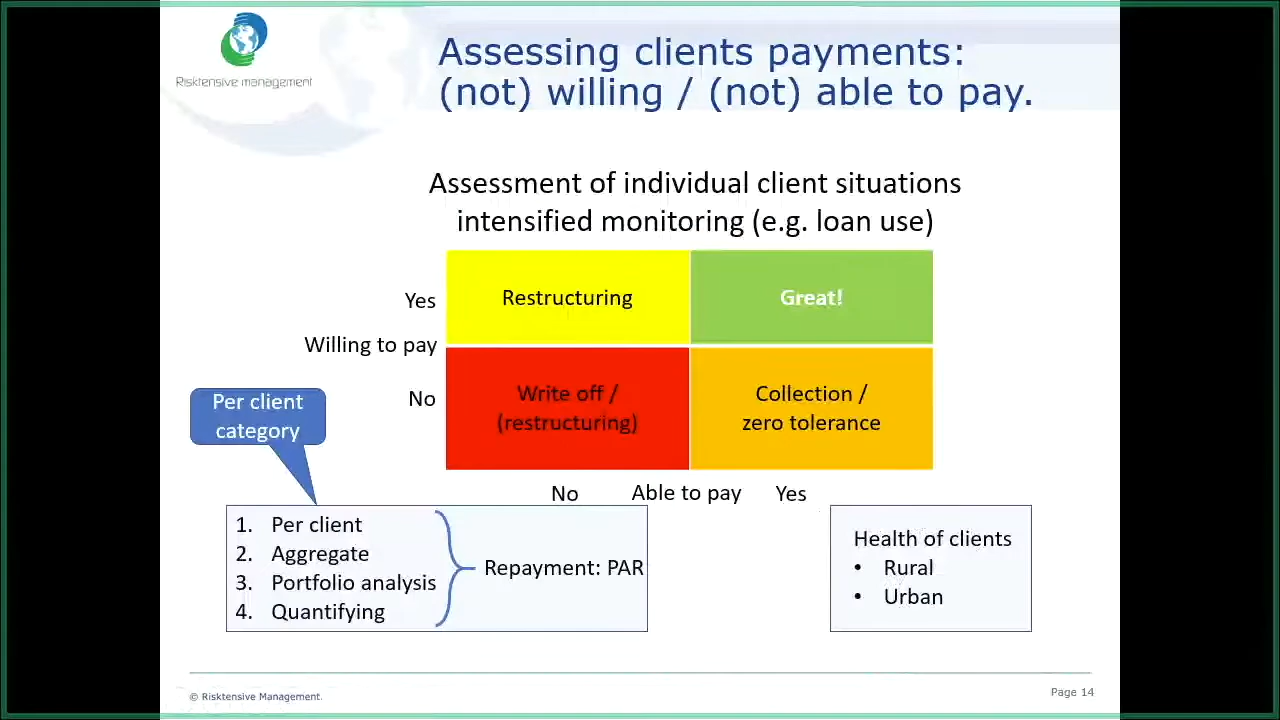 Risktensive management
Assessing clients payments:
(not) willing / (not) able to pay.
Assessment of individual client situations
intensified monitoring (e.g. loan use)
Yes
Restructuring
Great!
Willing to pay
No
Write off /
(restructuring)
Collection /
zero tolerance
Per client
category
No
Able to pay
Yes
1. Per client
2. Aggregate
3. Portfolio analysis
4. Quantifying
Repayment: PAR
Health of clients
• Rural
• Urban
© Risktensive Management.
Page 14